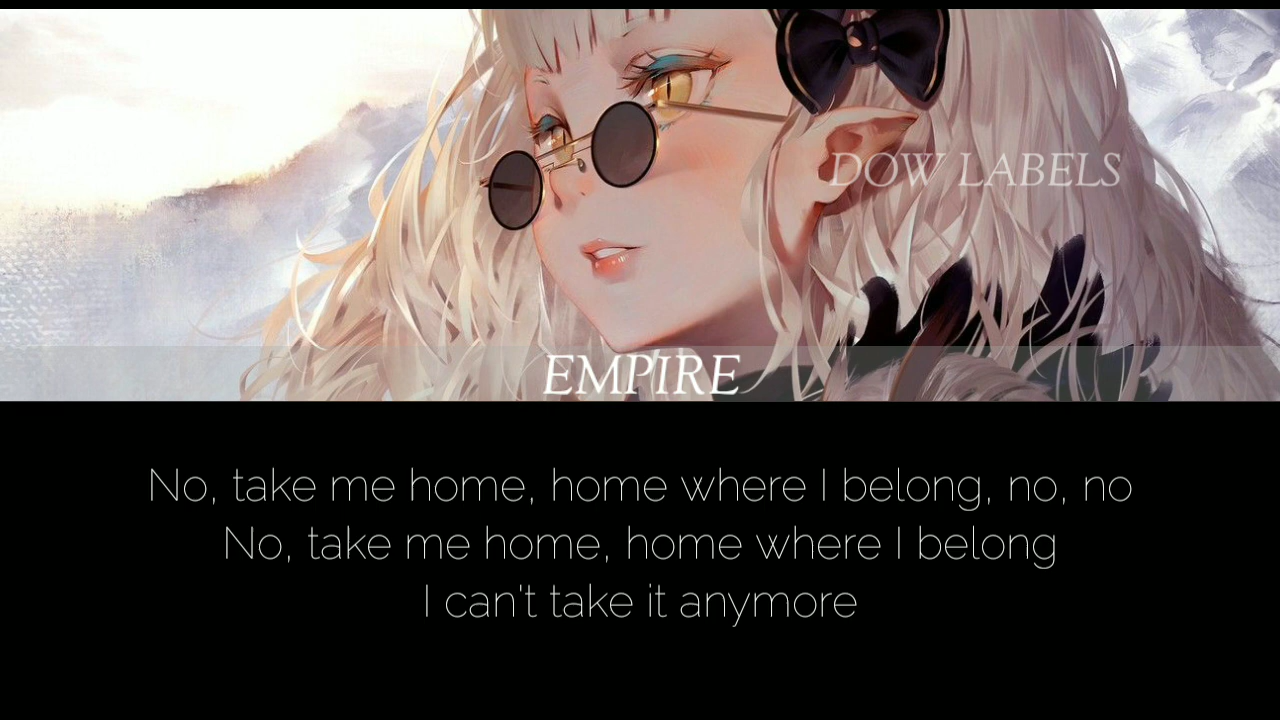 DOW LABELS
EMPIRE
No, take me home, home where I belong, no, no
No, take me home, home where I belong
I can't take it anymore